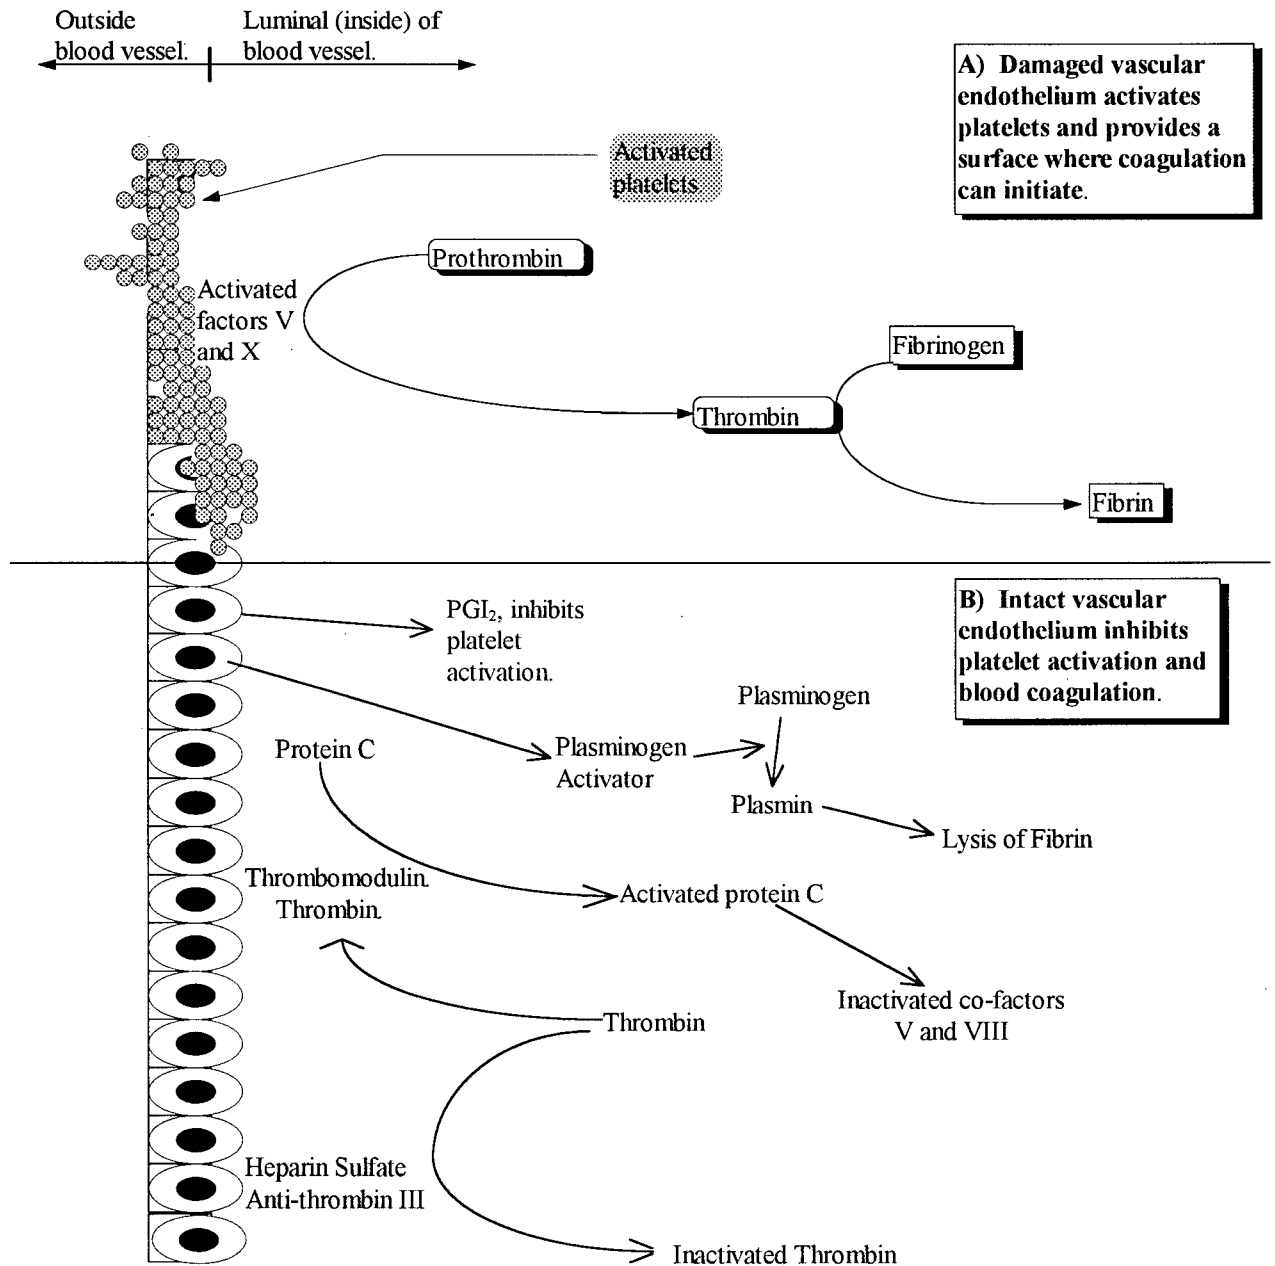 Outside
blood vessel.
Luminal (inside) of
blood vessel.
A) Damaged vascular
endothelium activates
platelets and provides a
surface where coagulation
can initiate.
Activated
platelets
Prothrombin
Activated
factors V
and X
Fibrinogen
Thrombin
Fibrin
B) Intact vascular
endothelium inhibits
platelet activation and
blood coagulation.
PGI₂, inhibits
platelet
activation.
Plasminogen
Protein C
Plasminogen
Activator
Plasmin
Lysis of Fibrin
Thrombomodulin.
Thrombin.
Activated protein C
Inactivated co-factors
V and VIII
Thrombin
Heparin Sulfate
Anti-thrombin III
Inactivated Thrombin